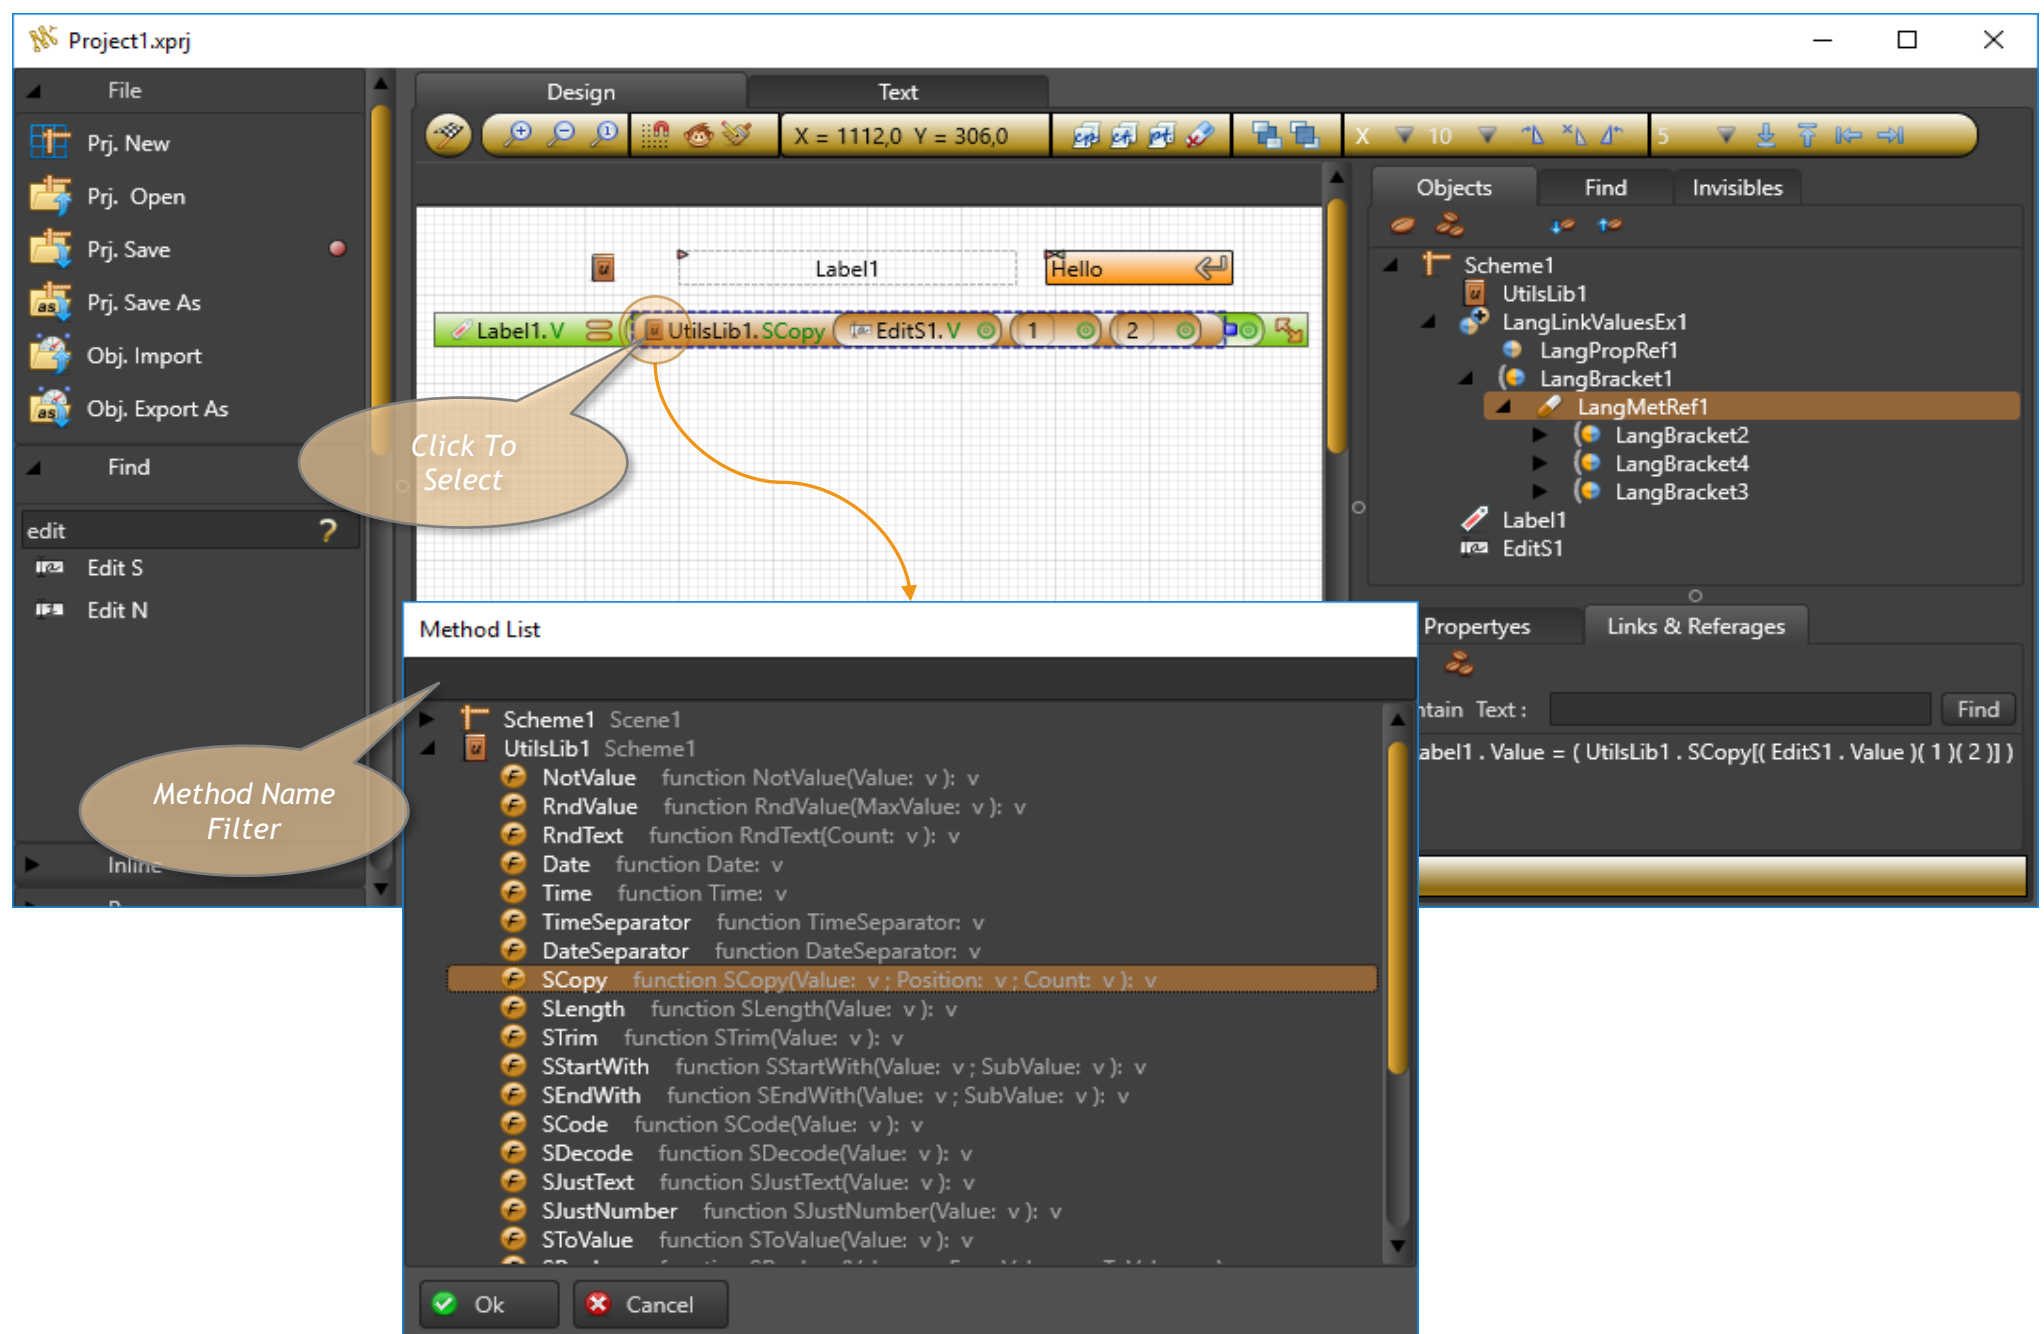 Project1.xprj
File
Prj. New
Prj. Open
Prj. Save
Prj. Save As
Obj. Import
Obj. Export As
Find
edit ?
Edit S
Edit N
Inline
Design Text
X = 1112,0 Y = 306,0
cp ct pt
X 10 5
Label1 Hello
Label1. V UtilsLib1. SCopy EditS1. V 1 2
Click To
Select
Objects Find Invisibles
Scheme1
UtilsLib1
LangLinkValuesEx1
LangPropRef1
LangBracket1
LangMetRef1
LangBracket2
LangBracket4
LangBracket3
Label1
EditS1
Propertyes Links & Referages
ntain Text : Find
abel1 . Value = ( UtilsLib1 . SCopy[( EditS1 . Value )( 1 )( 2 )] )
Method List
Method Name
Filter
Scheme1 Scene1
UtilsLib1 Scheme1
NotValue function NotValue(Value: v ): v
RndValue function RndValue(MaxValue: v ): v
RndText function RndText(Count: v ): v
Date function Date: v
Time function Time: v
TimeSeparator function TimeSeparator: v
DateSeparator function DateSeparator: v
SCopy function SCopy(Value: v ; Position: v ; Count: v ): v
SLength function SLength(Value: v ): v
STrim function STrim(Value: v ): v
SStartWith function SStartWith(Value: v ; SubValue: v ): v
SEndWith function SEndWith(Value: v ; SubValue: v ): v
SCode function SCode(Value: v ): v
SDecode function SDecode(Value: v ): v
SJustText function SJustText(Value: v ): v
SJustNumber function SJustNumber(Value: v ): v
SToValue function SToValue(Value: v ): v
Ok Cancel